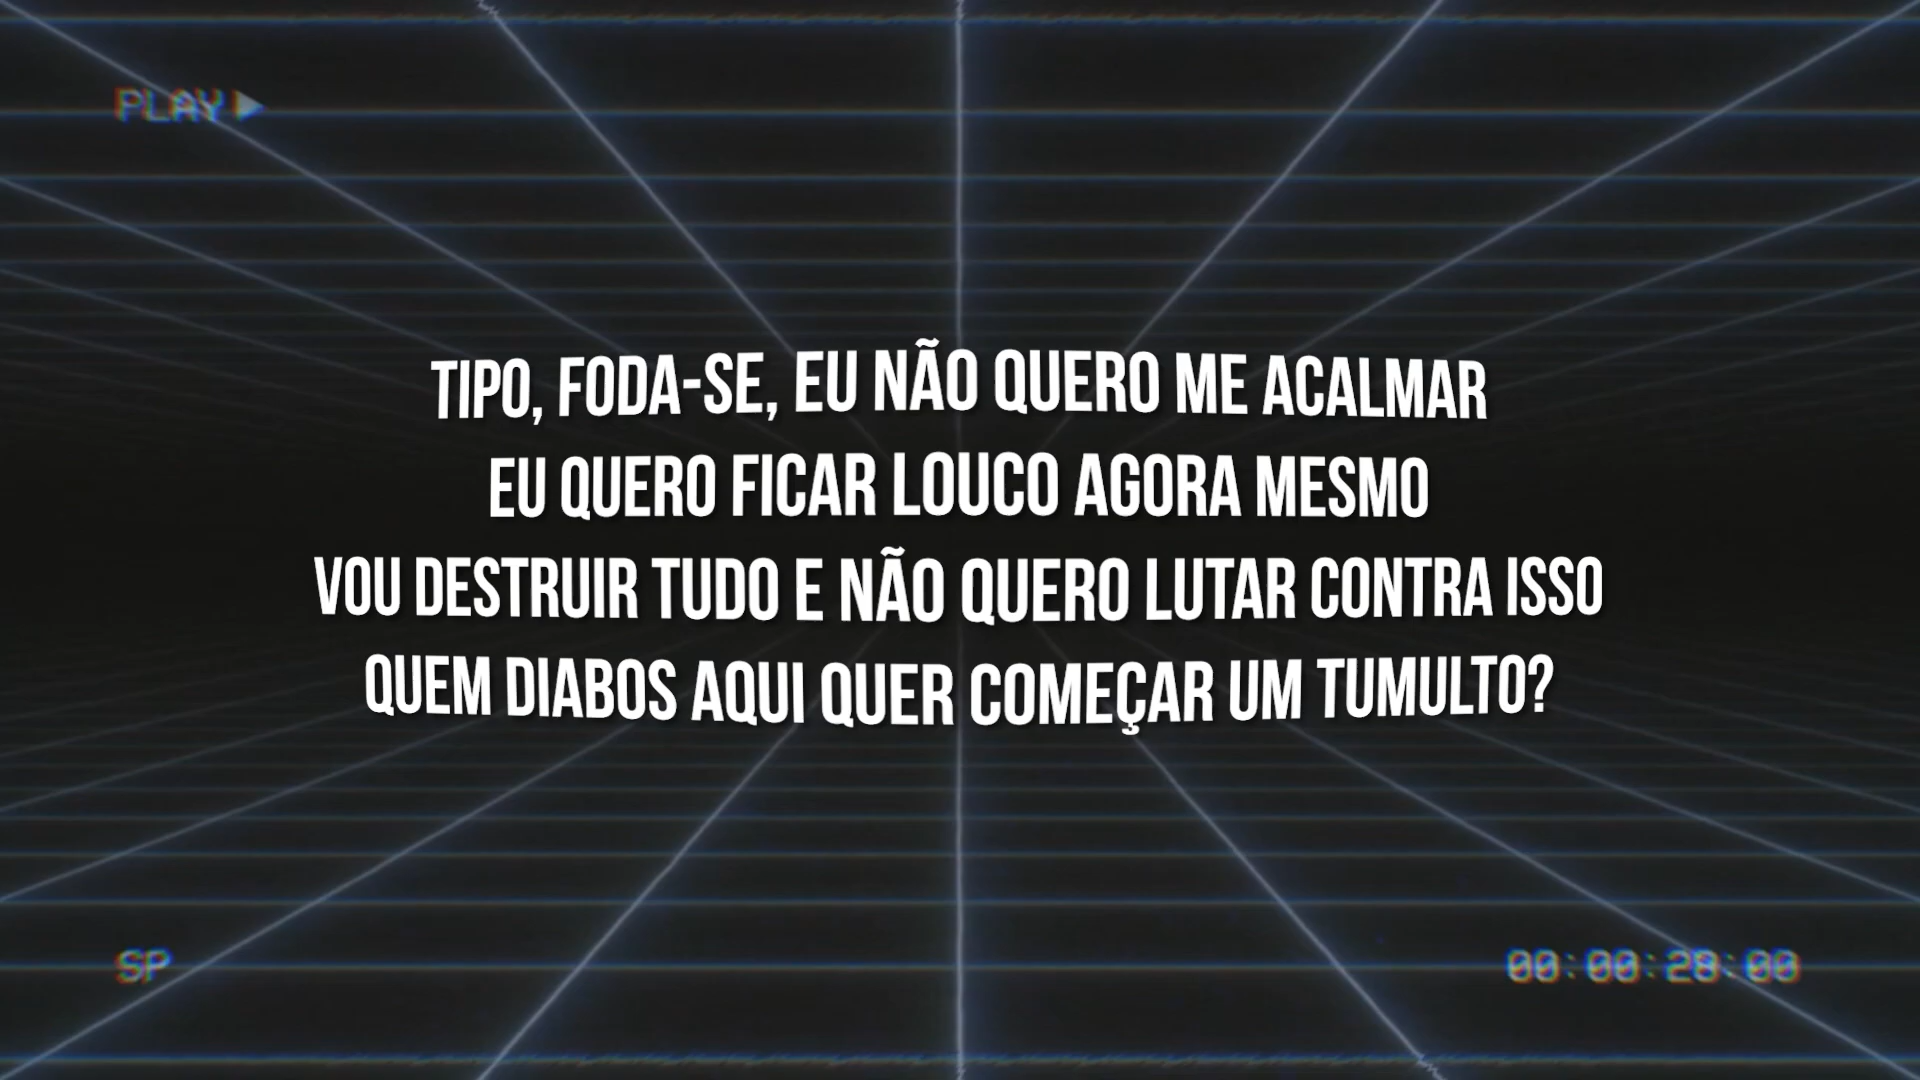 PLAY
TIPO, FODA-SE, EU NÃO QUERO ME ACALMAR
EU QUERO FICAR LOUCO AGORA MESMO
VOU DESTRUIR TUDO E NÃO QUERO LUTAR CONTRA ISSO
QUEM DIABOS AQUI QUER COMEÇAR UM TUMULTO?
SP
00:00:28:00